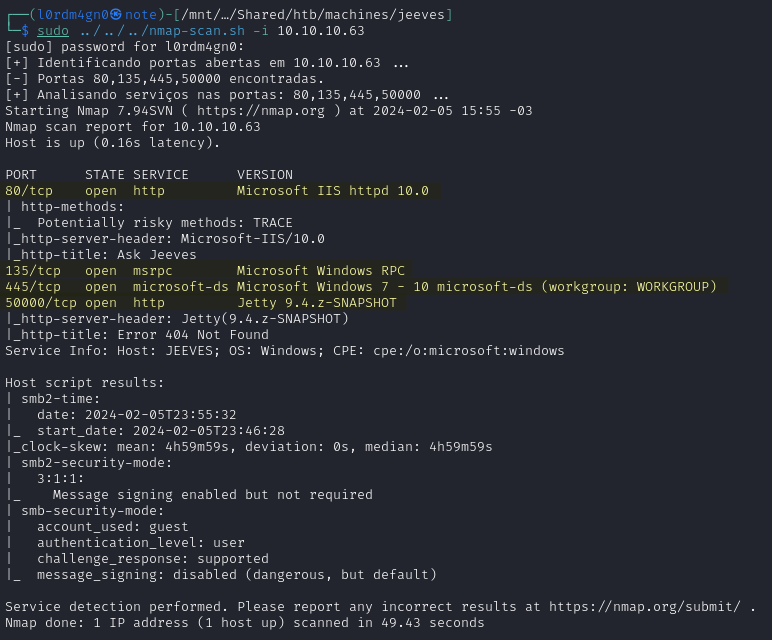 ┌──(l0rdm4gn0㉿note)-[/mnt/…/Shared/htb/machines/jeeves]
└─$ sudo ../../../nmap-scan.sh -i 10.10.10.63
[sudo] password for l0rdm4gn0:
[+] Identificando portas abertas em 10.10.10.63 ...
[-] Portas 80,135,445,50000 encontradas.
[+] Analisando serviços nas portas: 80,135,445,50000 ...
Starting Nmap 7.94SVN ( https://nmap.org ) at 2024-02-05 15:55 -03
Nmap scan report for 10.10.10.63
Host is up (0.16s latency).

PORT      STATE SERVICE      VERSION
80/tcp    open  http         Microsoft IIS httpd 10.0
| http-methods:
|_  Potentially risky methods: TRACE
|_http-server-header: Microsoft-IIS/10.0
|_http-title: Ask Jeeves
135/tcp   open  msrpc        Microsoft Windows RPC
445/tcp   open  microsoft-ds Microsoft Windows 7 - 10 microsoft-ds (workgroup: WORKGROUP)
50000/tcp open  http         Jetty 9.4.z-SNAPSHOT
|_http-server-header: Jetty(9.4.z-SNAPSHOT)
|_http-title: Error 404 Not Found
Service Info: Host: JEEVES; OS: Windows; CPE: cpe:/o:microsoft:windows

Host script results:
| smb2-time:
|   date: 2024-02-05T23:55:32
|_  start_date: 2024-02-05T23:46:28
|_clock-skew: mean: 4h59m59s, deviation: 0s, median: 4h59m59s
| smb2-security-mode:
|   3:1:1:
|_    Message signing enabled but not required
| smb-security-mode:
|   account_used: guest
|   authentication_level: user
|   challenge_response: supported
|_  message_signing: disabled (dangerous, but default)

Service detection performed. Please report any incorrect results at https://nmap.org/submit/ .
Nmap done: 1 IP address (1 host up) scanned in 49.43 seconds